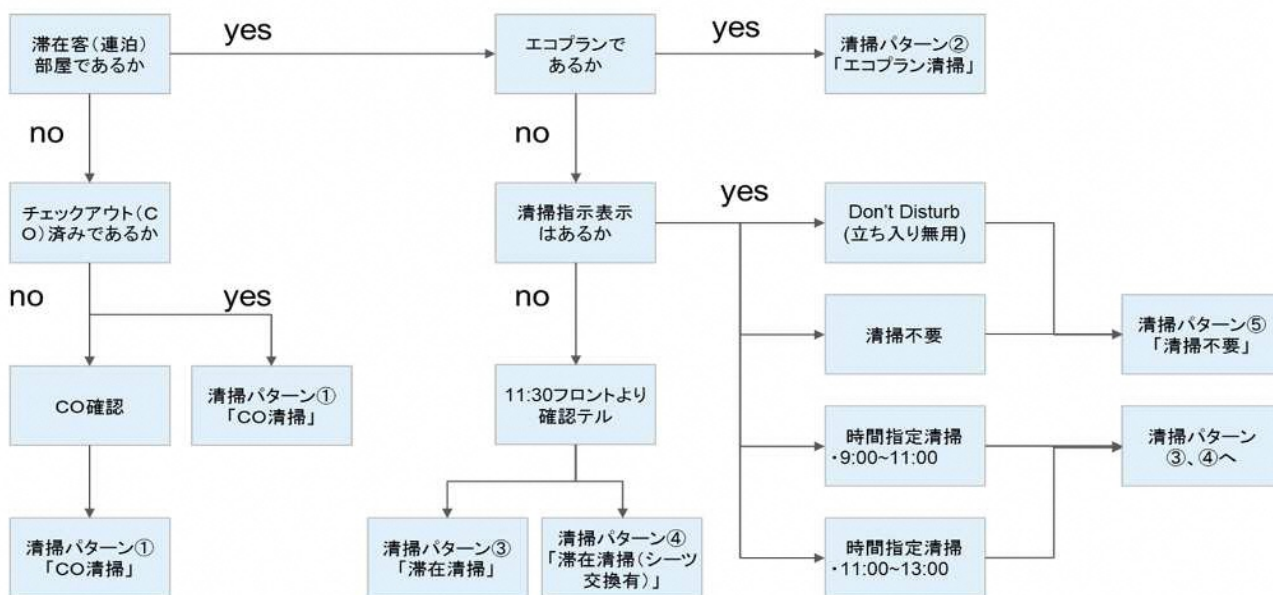 滞在客（連泊）
部屋であるか
yes
エコプランで
あるか
yes
清掃パターン②
「エコプラン清掃」
no
no
チェックアウト（C
O）済みであるか
清掃指示表示
はあるか
yes
Don't Disturb
(立ち入り無用)
no
yes
no
清掃不要
清掃パターン⑤
「清掃不要」
CO確認
清掃パターン①
「CO清掃」
11:30フロントより
確認テル
時間指定清掃
・9:00~11:00
清掃パターン
③、④へ
清掃パターン①
「CO清掃」
清掃パターン③
「滞在清掃」
清掃パターン④
「滞在清掃（シーツ
交換有）」
時間指定清掃
・11:00~13:00